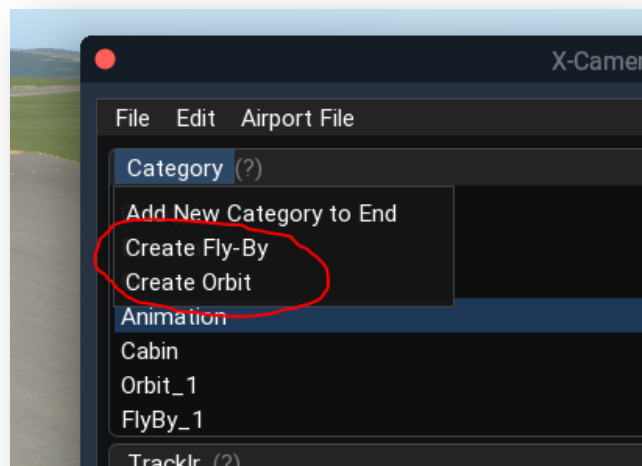 X-Camer
File Edit Airport File
Category (?)
Add New Category to End
Create Fly-By
Create Orbit
Animation
Cabin
Orbit_1
FlyBy_1
TrackIr (?)